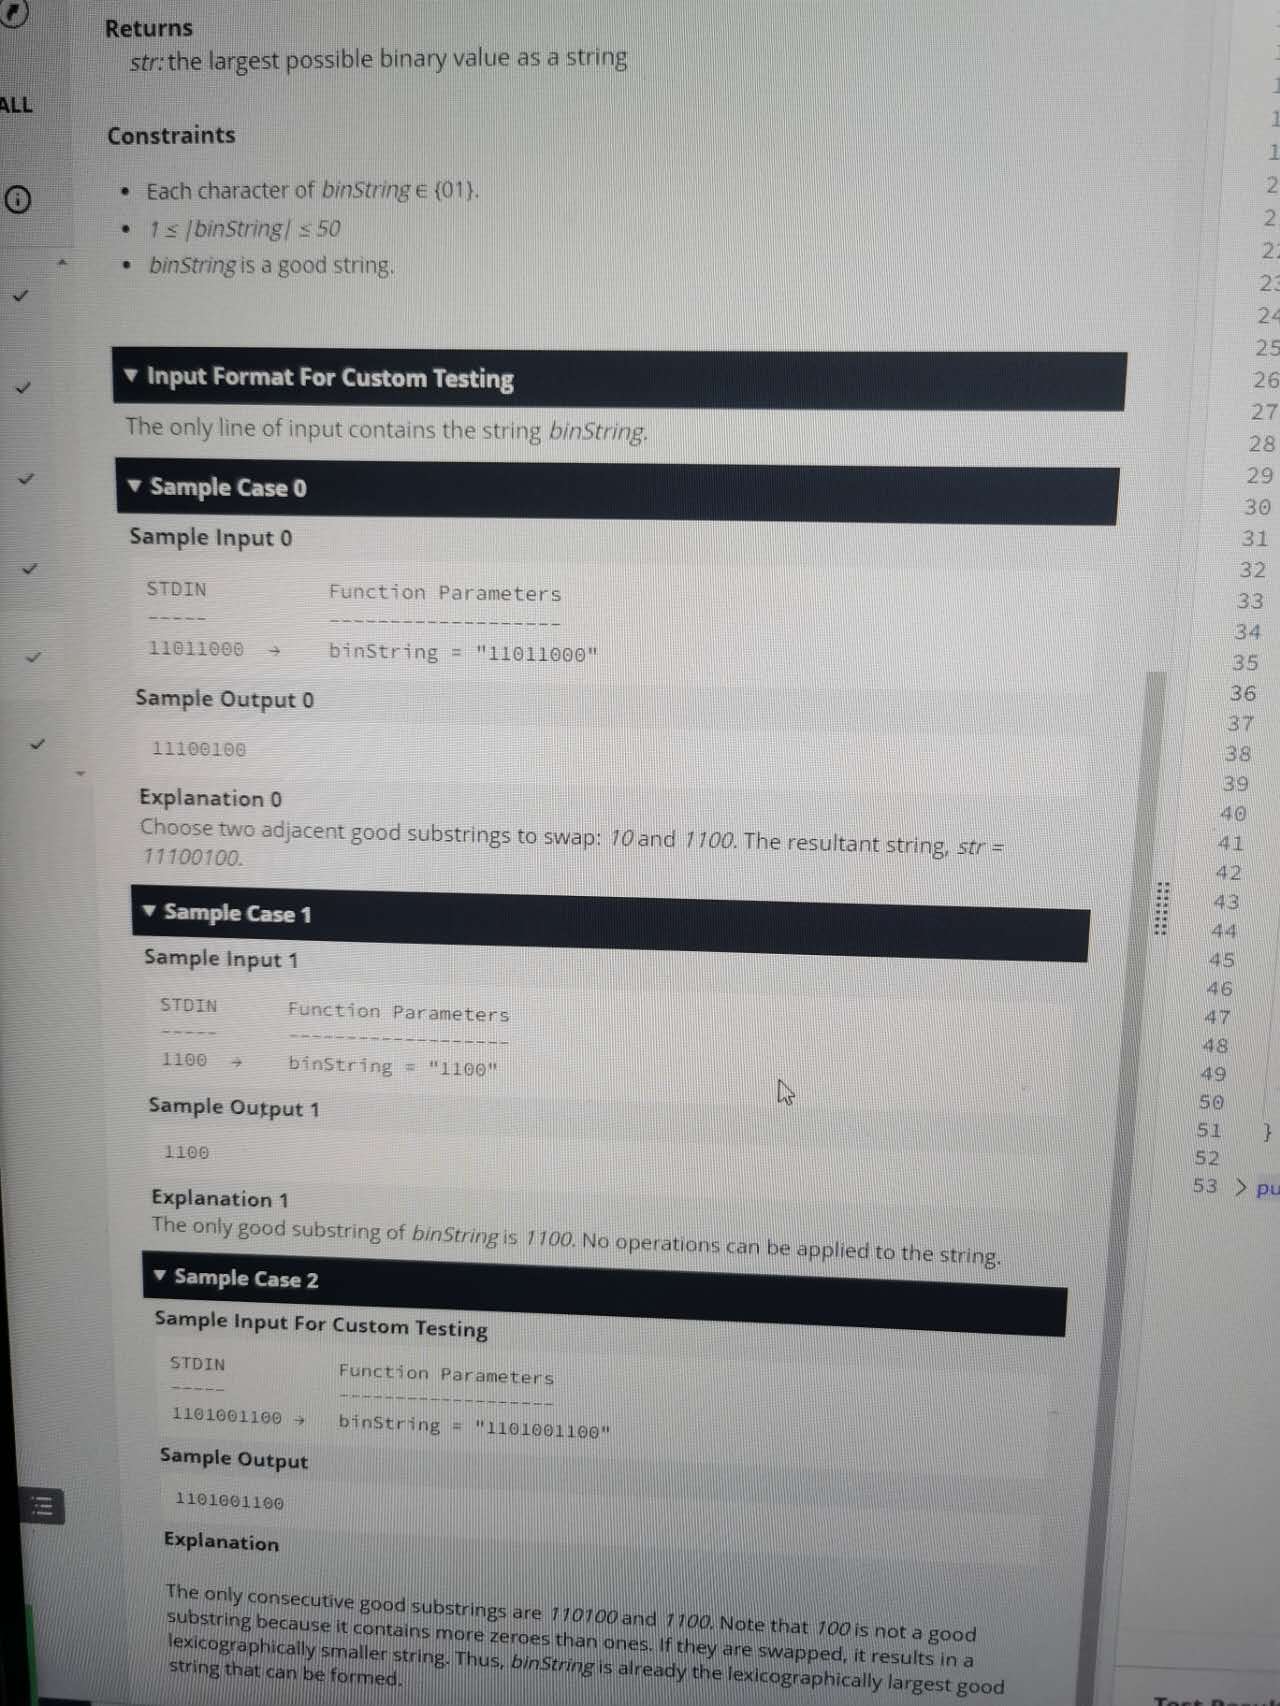 Returns
str: the largest possible binary value as a string
ALL
Constraints
• Each character of binString ∈ {01}.
• 1 ≤ |binString| ≤ 50
• binString is a good string.
▼ Input Format For Custom Testing
The only line of input contains the string binString.
▼ Sample Case 0
Sample Input 0
STDIN Function Parameters
----- -------------------
11011000 → binString = "11011000"
Sample Output 0
11100100
Explanation 0
Choose two adjacent good substrings to swap: 10 and 1100. The resultant string, str =
11100100.
▼ Sample Case 1
Sample Input 1
STDIN Function Parameters
----- -------------------
1100 → binString = "1100"
Sample Output 1
1100
Explanation 1
The only good substring of binString is 1100. No operations can be applied to the string.
▼ Sample Case 2
Sample Input For Custom Testing
STDIN Function Parameters
----- -------------------
1101001100 → binString = "1101001100"
Sample Output
1101001100
Explanation
The only consecutive good substrings are 110100 and 1100. Note that 100 is not a good
substring because it contains more zeroes than ones. If they are swapped, it results in a
lexicographically smaller string. Thus, binString is already the lexicographically largest good
string that can be formed.
22
23
24
25
26
27
28
29
30
31
32
33
34
35
36
37
38
39
40
41
42
43
44
45
46
47
48
49
50
51 }
52
53 > pu